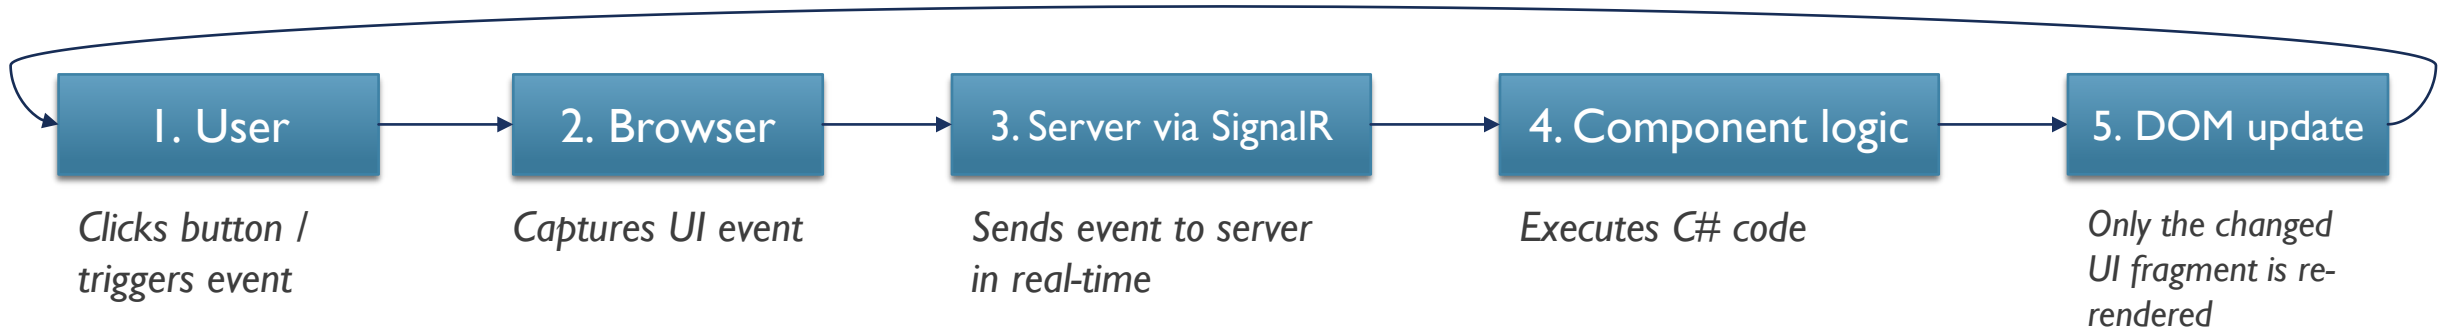 1. User
2. Browser
3. Server via SignalR
4. Component logic
5. DOM update
Clicks button /
triggers event
Captures UI event
Sends event to server
in real-time
Executes C# code
Only the changed
UI fragment is re-
rendered